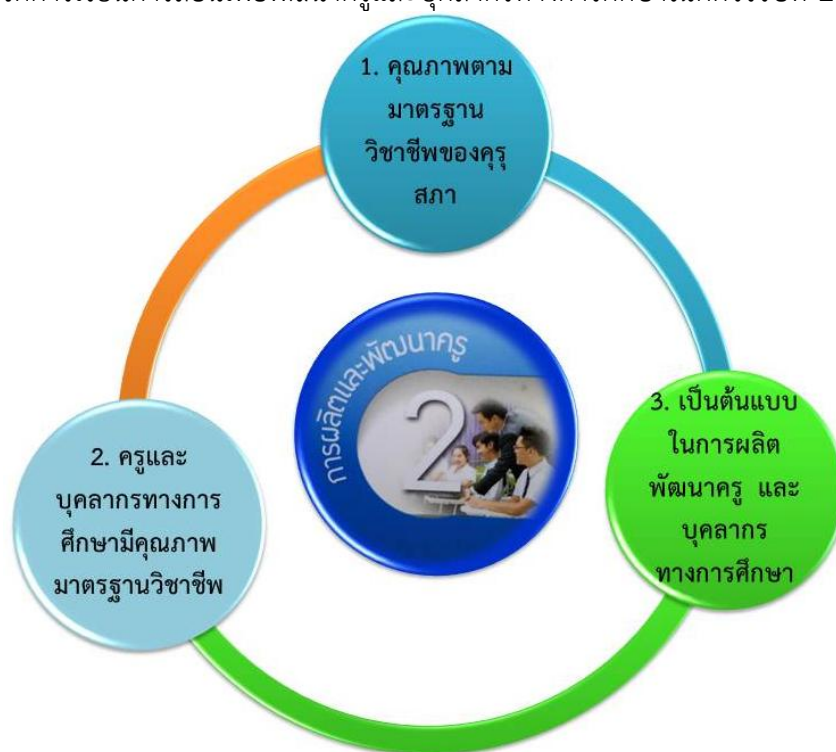 1. คุณภาพตาม
มาตรฐาน
วิชาชีพของคุรุ
สภา
การผลิตและพัฒนาครู
2
2. ครูและ
บุคลากรทางการ
ศึกษามีคุณภาพ
มาตรฐานวิชาชีพ
3. เป็นต้นแบบ
ในการผลิต
พัฒนาครู และ
บุคลากร
ทางการศึกษา